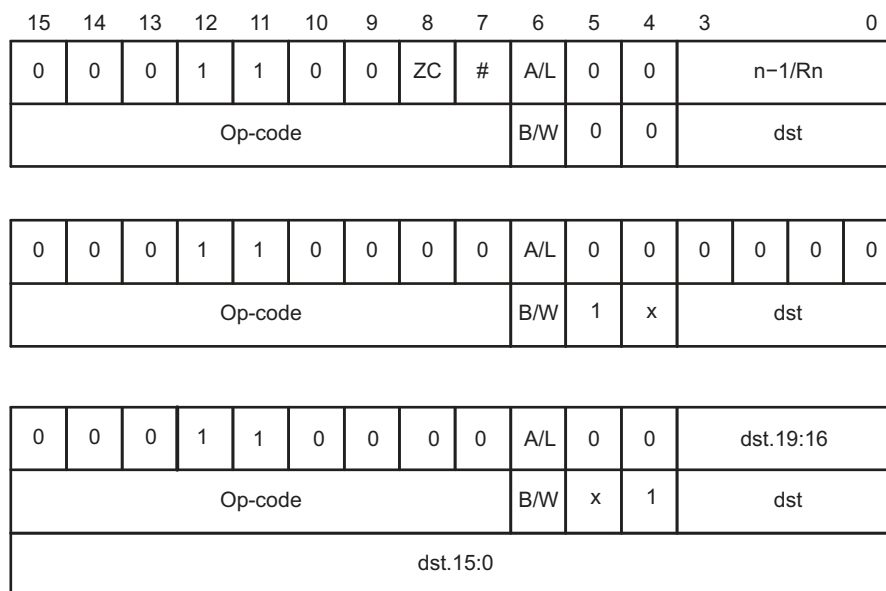 15 14 13 12 11 10 9 8 7 6 5 4 3 0
0 0 0 1 1 0 0 ZC # A/L 0 0 n−1/Rn
Op-code B/W 0 0 dst
0 0 0 1 1 0 0 0 0 A/L 0 0 0 0 0 0
Op-code B/W 1 x dst
0 0 0 1 1 0 0 0 0 A/L 0 0 dst.19:16
Op-code B/W x 1 dst
dst.15:0